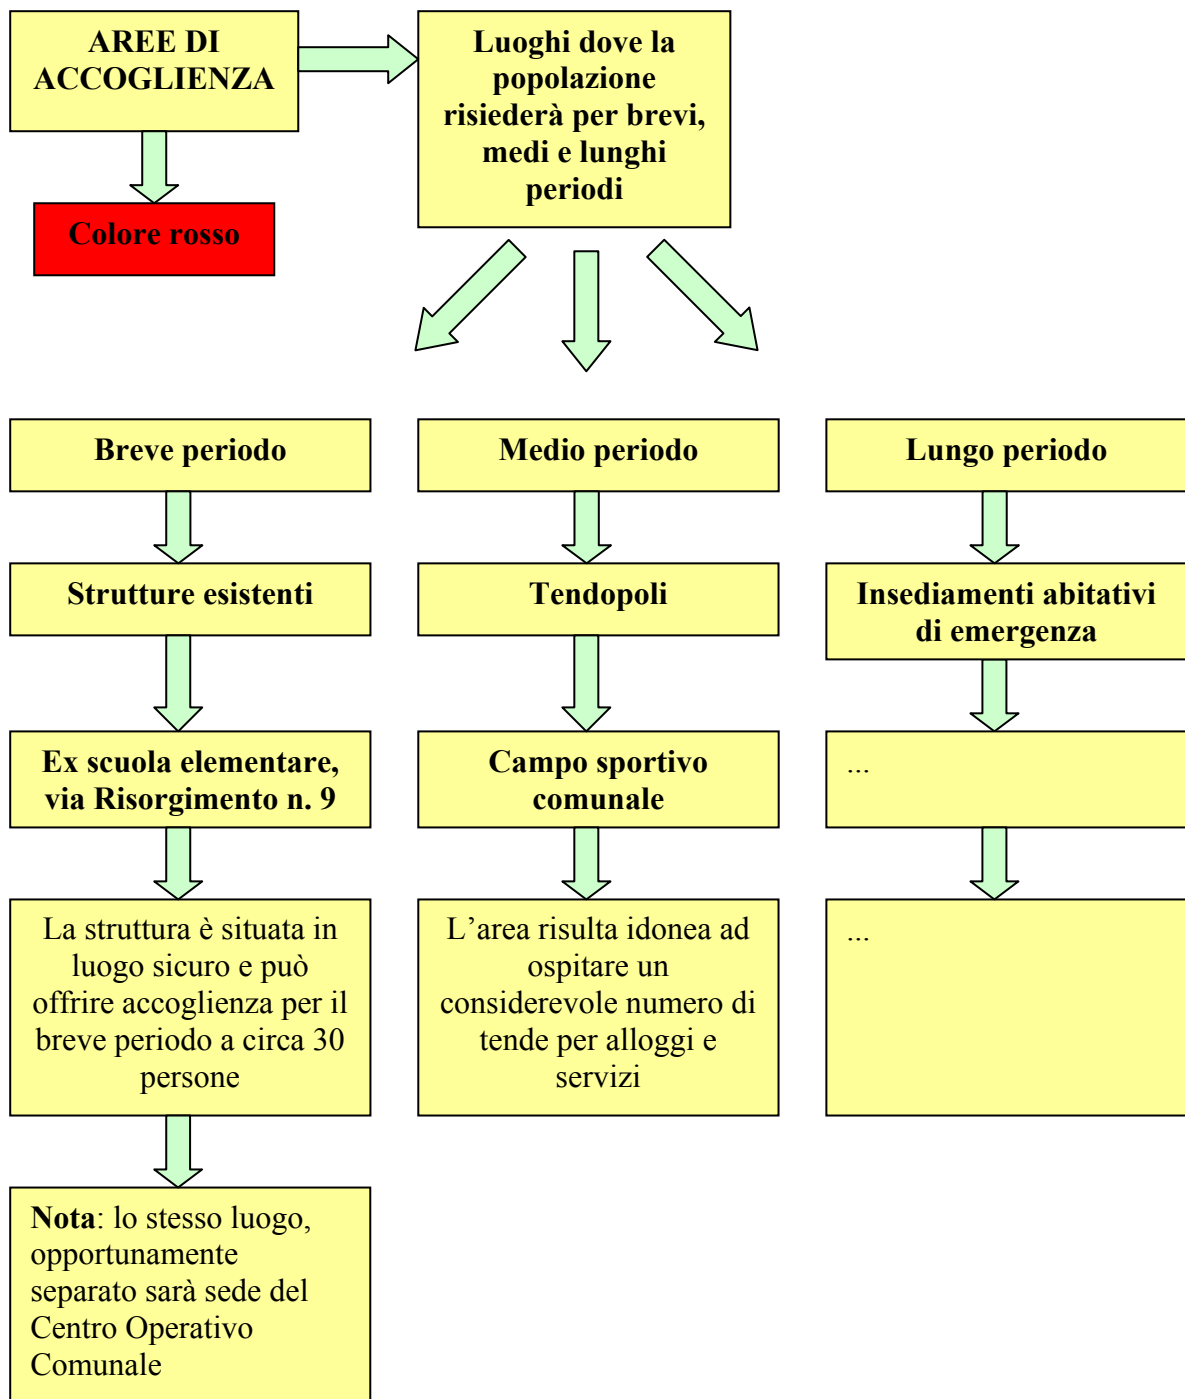 AREE DI
ACCOGLIENZA
Luoghi dove la
popolazione
risiederà per brevi,
medi e lunghi
periodi
Colore rosso
Breve periodo
Medio periodo
Lungo periodo
Strutture esistenti
Tendopoli
Insediamenti abitativi
di emergenza
Ex scuola elementare,
via Risorgimento n. 9
Campo sportivo
comunale
...
La struttura è situata in
luogo sicuro e può
offrire accoglienza per il
breve periodo a circa 30
persone
L’area risulta idonea ad
ospitare un
considerevole numero di
tende per alloggi e
servizi
...
Nota: lo stesso luogo,
opportunamente
separato sarà sede del
Centro Operativo
Comunale